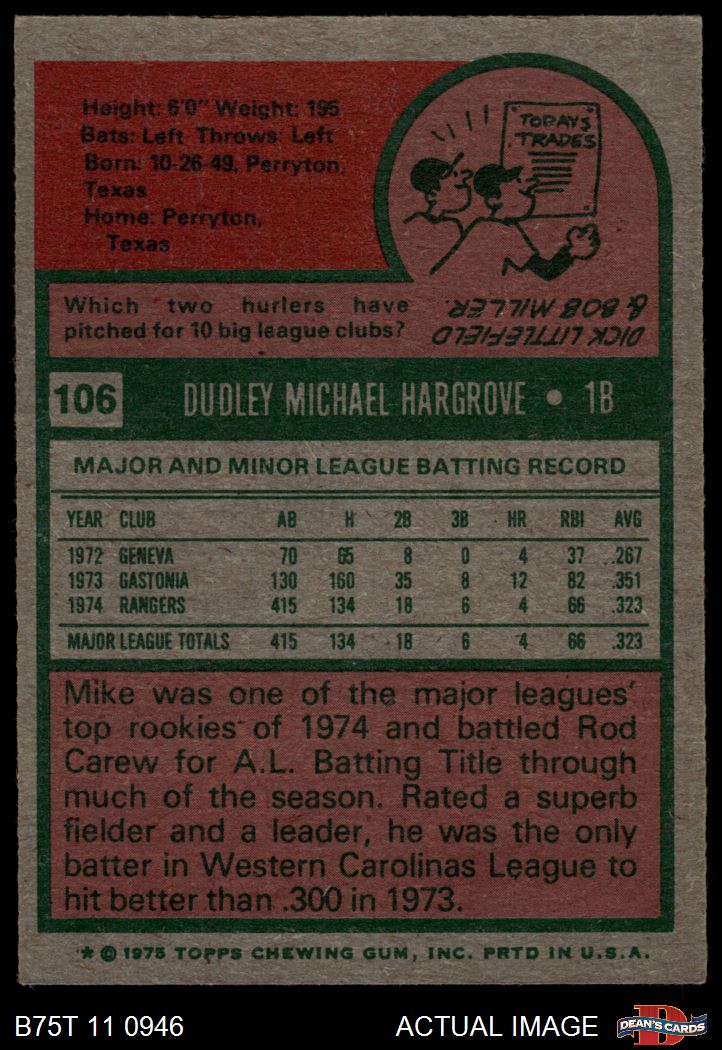 Height: 6'0" Weight: 195
Bats: Left Throws: Left
Born: 10-26-49, Perryton,
Texas
Home: Perryton,
Texas
TODAYS
TRADES
Which two hurlers have
pitched for 10 big league clubs?
DICK LITTLEFIELD
& BOB MILLER.
106 DUDLEY MICHAEL HARGROVE • 1B
MAJOR AND MINOR LEAGUE BATTING RECORD
YEAR CLUB AB H 2B 3B HR RBI AVG
1972 GENEVA 70 65 8 0 4 37 .267
1973 GASTONIA 130 160 35 8 12 82 .351
1974 RANGERS 415 134 18 6 4 66 .323
MAJOR LEAGUE TOTALS 415 134 18 6 4 66 .323
Mike was one of the major leagues'
top rookies of 1974 and battled Rod
Carew for A.L. Batting Title through
much of the season. Rated a superb
fielder and a leader, he was the only
batter in Western Carolinas League to
hit better than .300 in 1973.
* © 1975 TOPPS CHEWING GUM, INC. PRTD IN U.S.A.
B75T 11 0946 ACTUAL IMAGE D DEAN'S CARDS